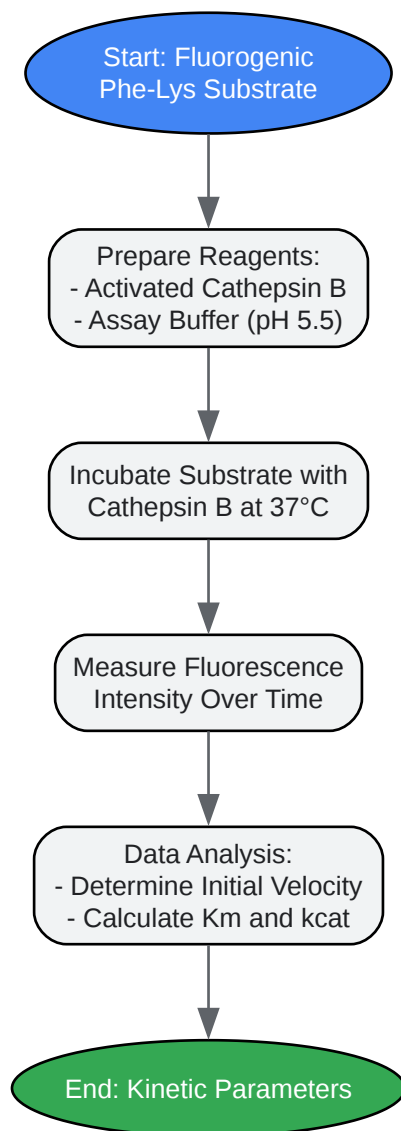 Start: Fluorogenic
Phe-Lys Substrate
Prepare Reagents:
- Activated Cathepsin B
- Assay Buffer (pH 5.5)
Incubate Substrate with
Cathepsin B at 37°C
Measure Fluorescence
Intensity Over Time
Data Analysis:
- Determine Initial Velocity
- Calculate Km and kcat
End: Kinetic Parameters